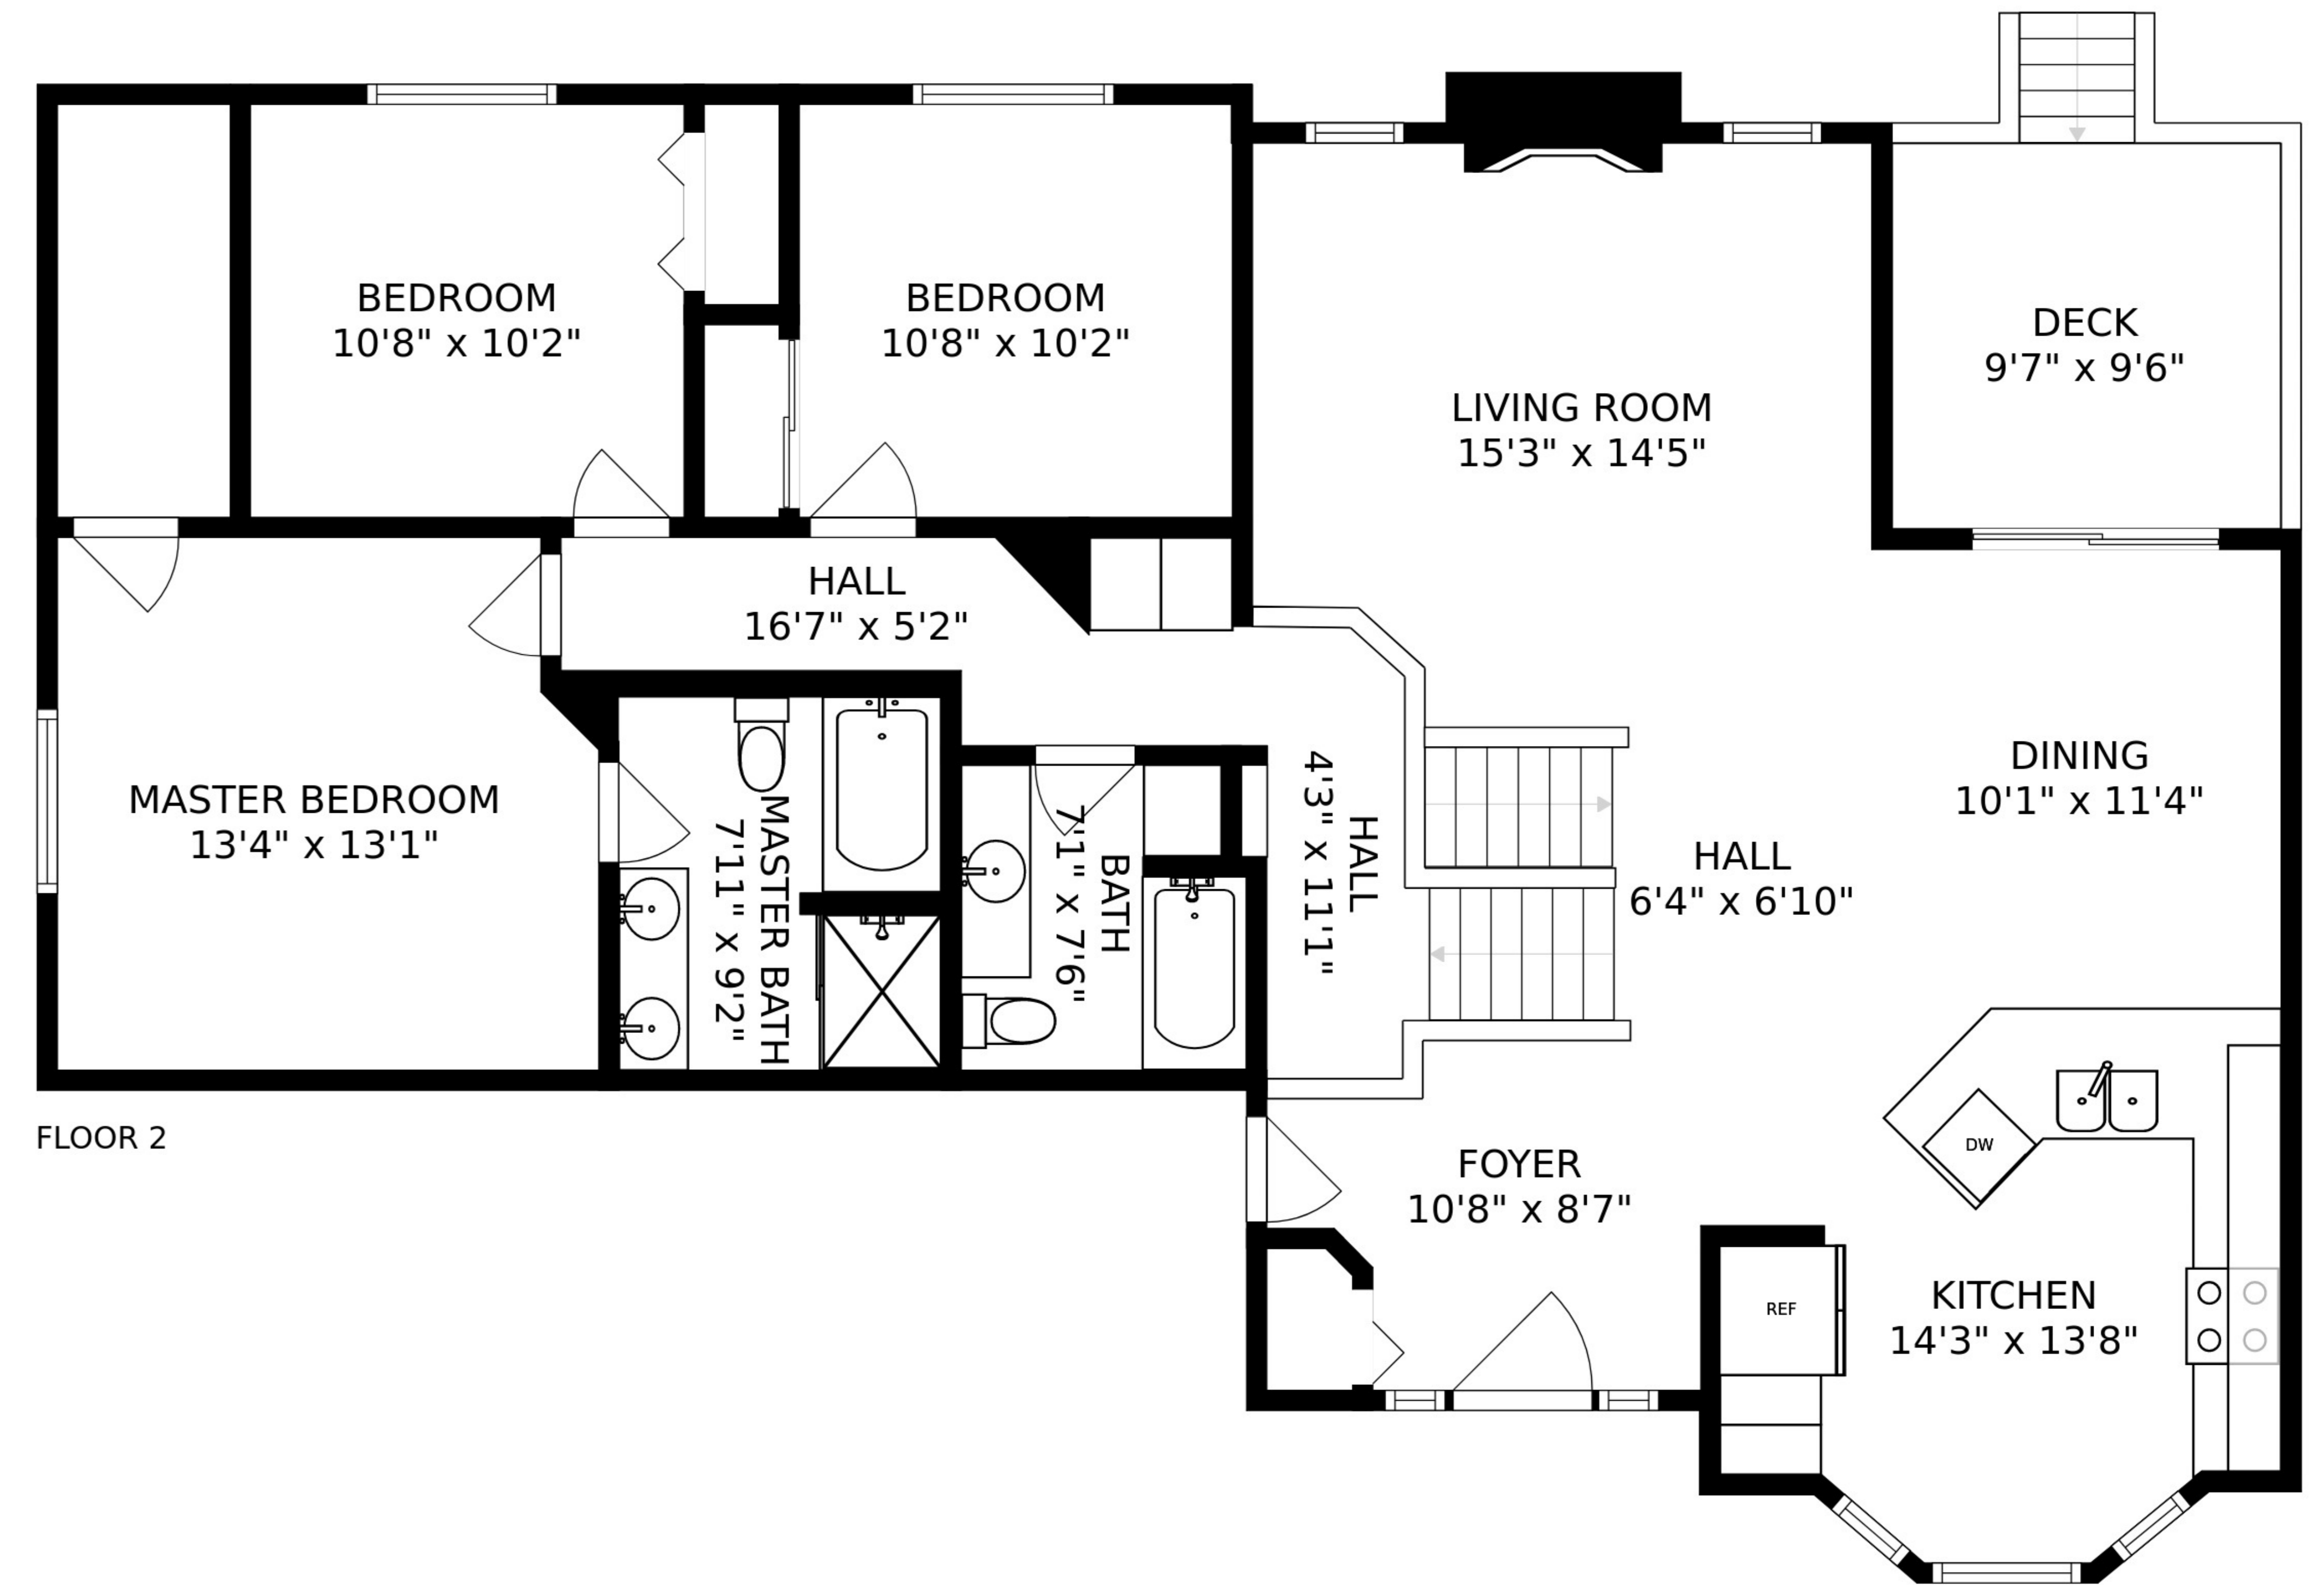 BEDROOM
10'8" x 10'2"
BEDROOM
10'8" x 10'2"
LIVING ROOM
15'3" x 14'5"
DECK
9'7" x 9'6"
HALL
16'7" x 5'2"
MASTER BEDROOM
13'4" x 13'1"
MASTER BATH
7'11" x 9'2"
BATH
7'1" x 7'6"
HALL
4'3" x 11'1"
HALL
6'4" x 6'10"
DINING
10'1" x 11'4"
FLOOR 2
FOYER
10'8" x 8'7"
DW
REF
KITCHEN
14'3" x 13'8"